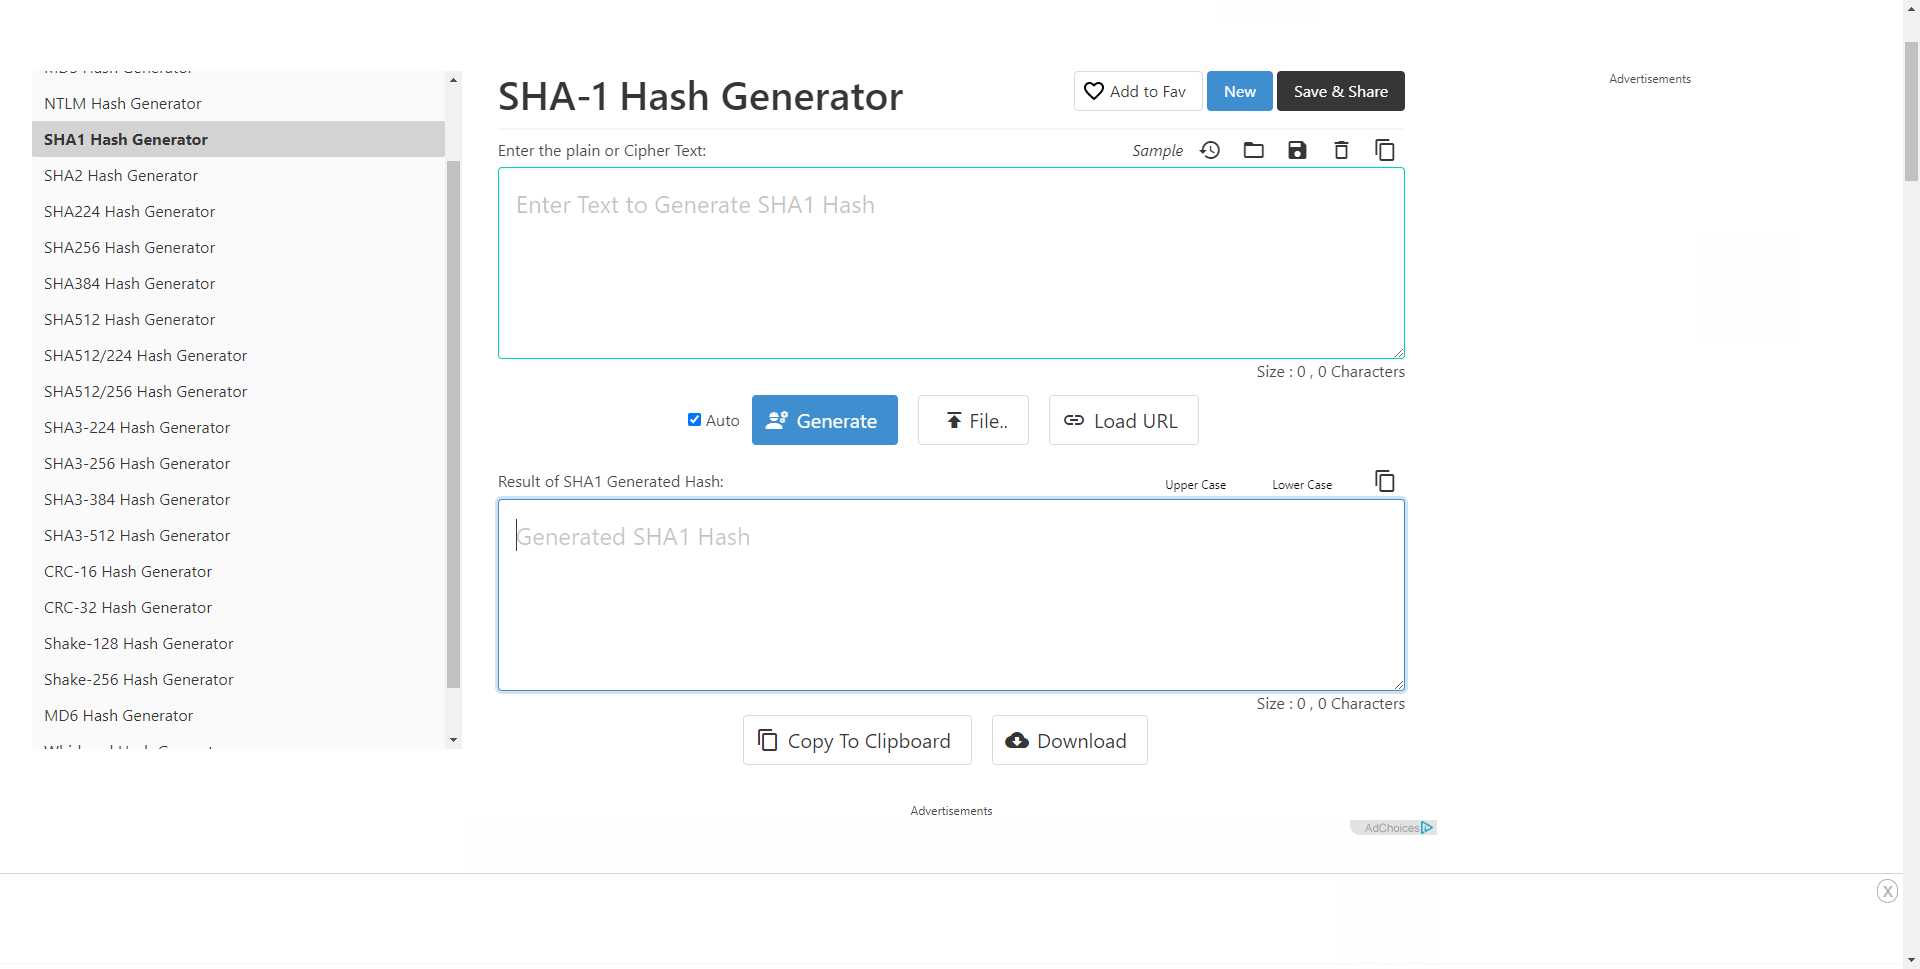 NTLM Hash Generator
SHA1 Hash Generator
SHA2 Hash Generator
SHA224 Hash Generator
SHA256 Hash Generator
SHA384 Hash Generator
SHA512 Hash Generator
SHA512/224 Hash Generator
SHA512/256 Hash Generator
SHA3-224 Hash Generator
SHA3-256 Hash Generator
SHA3-384 Hash Generator
SHA3-512 Hash Generator
CRC-16 Hash Generator
CRC-32 Hash Generator
Shake-128 Hash Generator
Shake-256 Hash Generator
MD6 Hash Generator
SHA-1 Hash Generator
Add to Fav
New
Save & Share
Enter the plain or Cipher Text:
Sample
Enter Text to Generate SHA1 Hash
Size : 0 , 0 Characters
Auto
Generate
File..
Load URL
Result of SHA1 Generated Hash:
Upper Case
Lower Case
Generated SHA1 Hash
Size : 0 , 0 Characters
Copy To Clipboard
Download
Advertisements
AdChoices
Advertisements
X